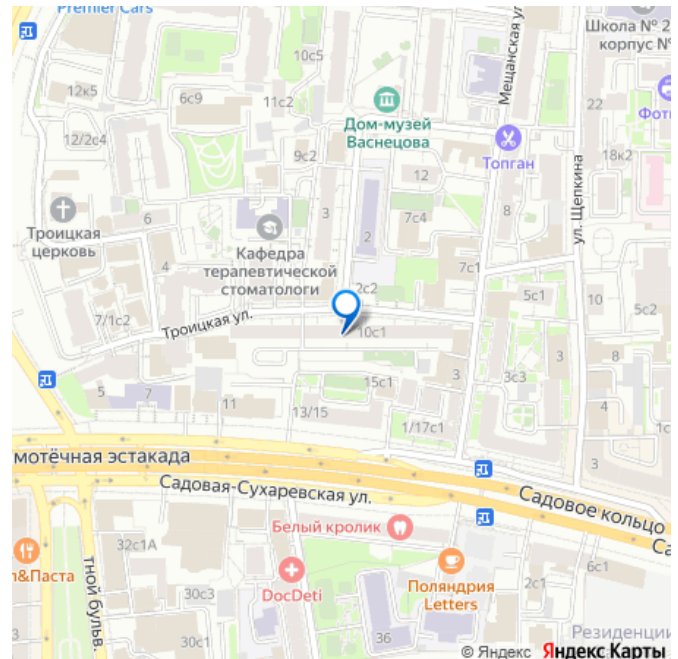 Premier Cars
10с5
Мещанская ул.
Школа № 2
корпус №
12к5
6с9
11с2
Дом-музей
Васнецова
22
12/2с4
9с2
Топган
18к2
12
ул. Щепкина
Троицкая
церковь
6
3
7с4
8
Кафедра
терапевтической
стоматологи
2
4
7с1
2с2
5с1
10
5с2
7/1с2
Троицкая ул.
10с1
3
3
8
5
7
11
15с1
3с3
4
13/15
1/17с1
3
мотёчная эстакада
Садовая-Сухаревская ул.
Садовое кольцо
Са
Белый кролик
32с1А
n&Паста
тной бульв.
DocDeti
Поляндрия
Letters
6с1
2с1
30с3
36
30с1
Резиденци
© Яндекс Яндекс Карты